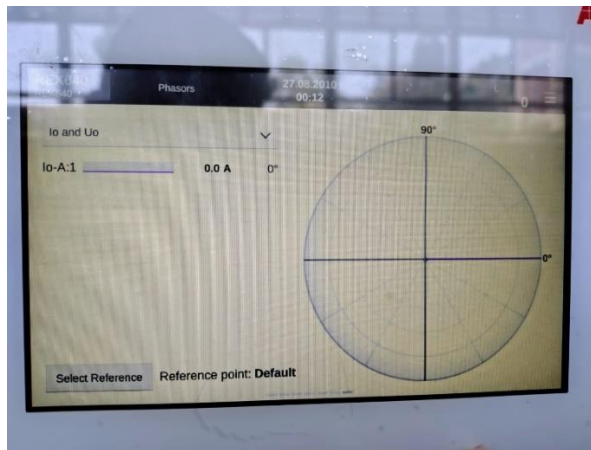 REX640
Phasors
27.08.2010
00:12
0
Io and Uo
90°
Io-A:1 0.0 A 0°
0°
Select Reference Reference point: Default